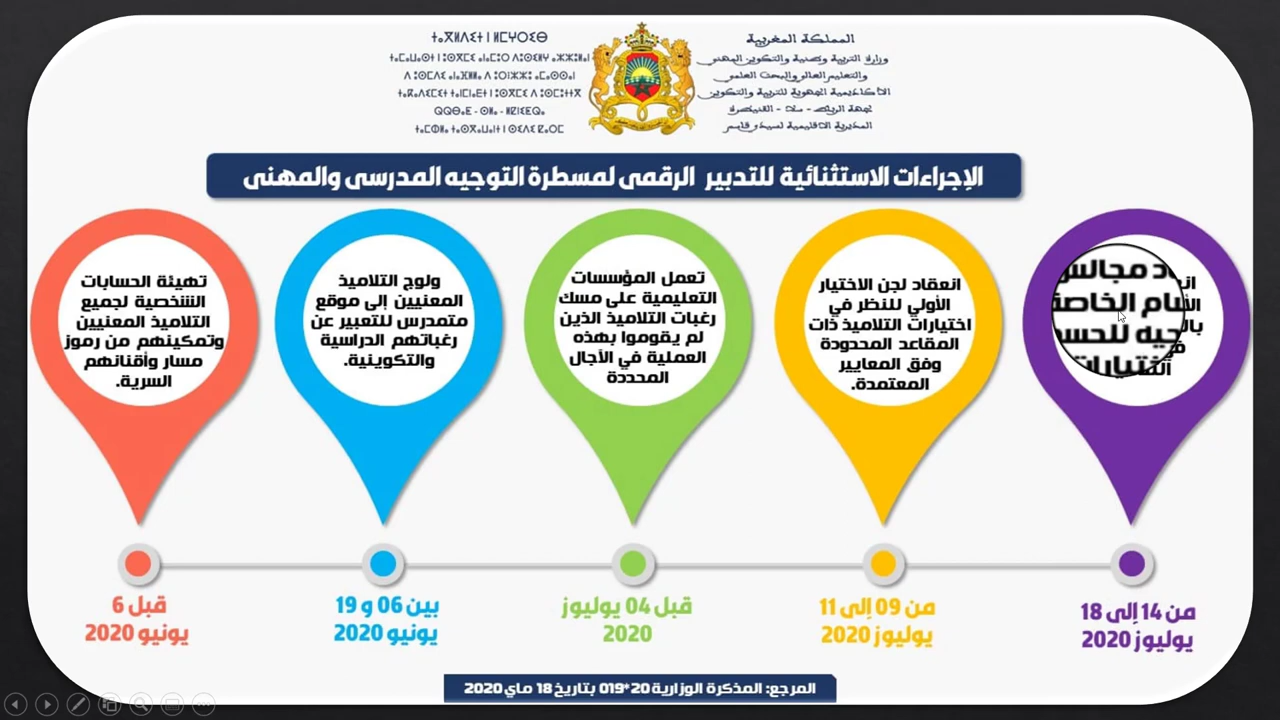 المملكة المغربية
وزارة التربية الوطنية والتكوين المهني
والتعليم العالي والبحث العلمي
الأكاديمية الجهوية للتربية والتكوين
جهة الرباط - سلا - القنيطرة
المديرية الإقليمية لسيدي قاسم
ⵜⴰⴳⵍⴷⵉⵜ ⵏ ⵍⵎⵖⵔⵉⴱ
الإجراءات الاستثنائية للتدبير الرقمي لمسطرة التوجيه المدرسي والمهني
تهيئة الحسابات
الشخصية لجميع
التلاميذ المعنيين
وتمكينهم من رموز
مسار وأقنانهم
السرية.
قبل 6
يونيو 2020
ولوج التلاميذ
المعنيين إلى موقع
متمدرس للتعبير عن
رغباتهم الدراسية
والتكوينية.
بين 06 و 19
يونيو 2020
تعمل المؤسسات
التعليمية على مسك
رغبات التلاميذ الذين
لم يقوموا بهذه
العملية في الآجال
المحددة
قبل 04 يوليوز
2020
انعقاد لجن الاختيار
الأولي للنظر في
اختيارات التلاميذ ذات
المقاعد المحدودة
وفق المعايير
المعتمدة.
من 09 إلى 11
يوليوز 2020
مجالس
الخاصة
من 14 إلى 18
يوليوز 2020
المرجع: المذكرة الوزارية 20*019 بتاريخ 18 ماي 2020